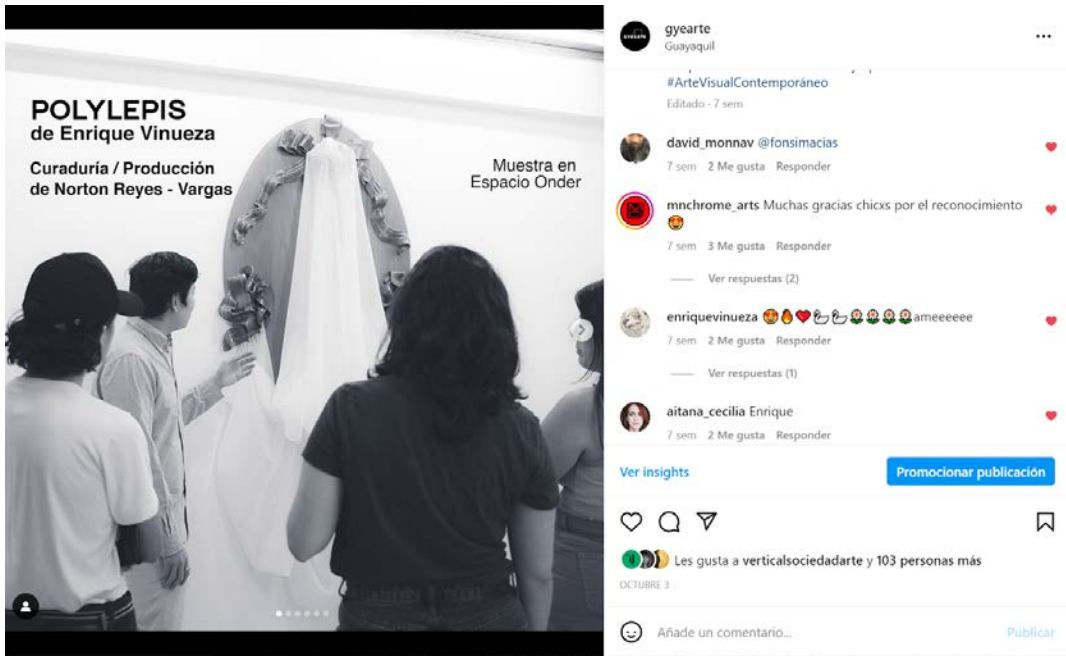 POLYLEPIS
de Enrique Vinueza
Curaduría / Producción
de Norton Reyes - Vargas
Muestra en
Espacio Onder
gyearte
Guayaquil
#ArteVisualContemporáneo
Editado · 7 sem
david_monnav @fonsimacias
7 sem 2 Me gusta Responder
mnchrome_arts Muchas gracias chicxs por el reconocimiento
😍
7 sem 3 Me gusta Responder
Ver respuestas (2)
enriquevinueza 😍🔥❤️🦢🦢ameeeeee
7 sem 2 Me gusta Responder
Ver respuestas (1)
aitana_cecilia Enrique
7 sem 2 Me gusta Responder
Ver insights
Promocionar publicación
Les gusta a verticalsociedadarte y 103 personas más
OCTUBRE 3
Añade un comentario...
Publicar